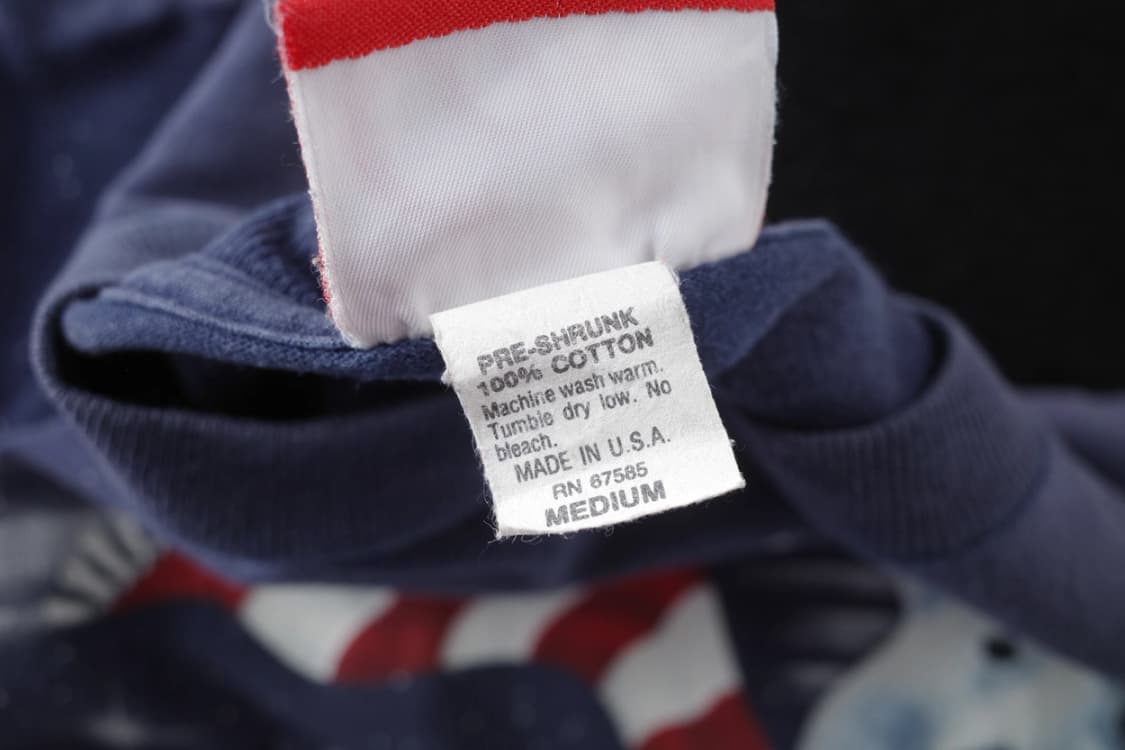 PRE-SHRUNK
100% COTTON
Machine wash warm.
Tumble dry low. No
bleach.
MADE IN U.S.A.
RN 67585
MEDIUM